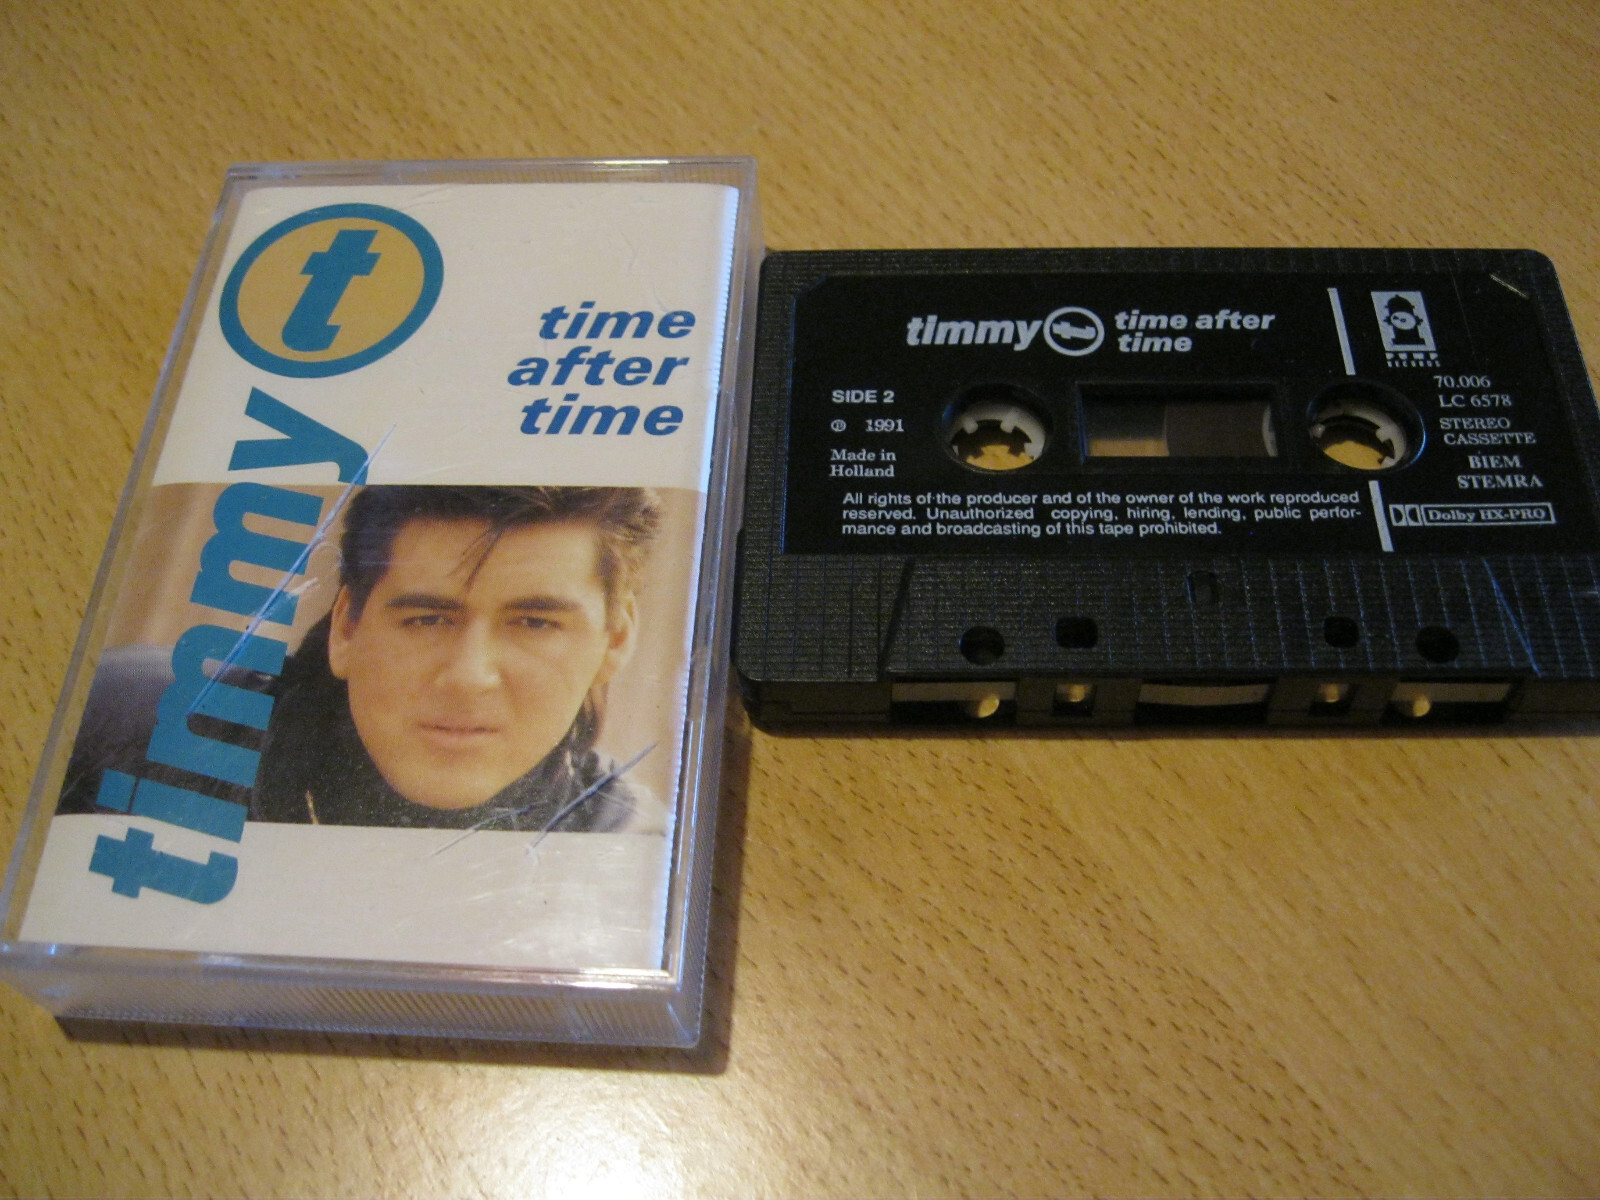 timmy t
time
after
time
timmy t time after
time
PUMP
RECORDS
70.006
LC 6578
SIDE 2
℗ 1991
STEREO
CASSETTE
Made in
Holland
BIEM
STEMRA
All rights of the producer and of the owner of the work reproduced
reserved. Unauthorized copying, hiring, lending, public perfor-
mance and broadcasting of this tape prohibited.
Dolby HX-PRO